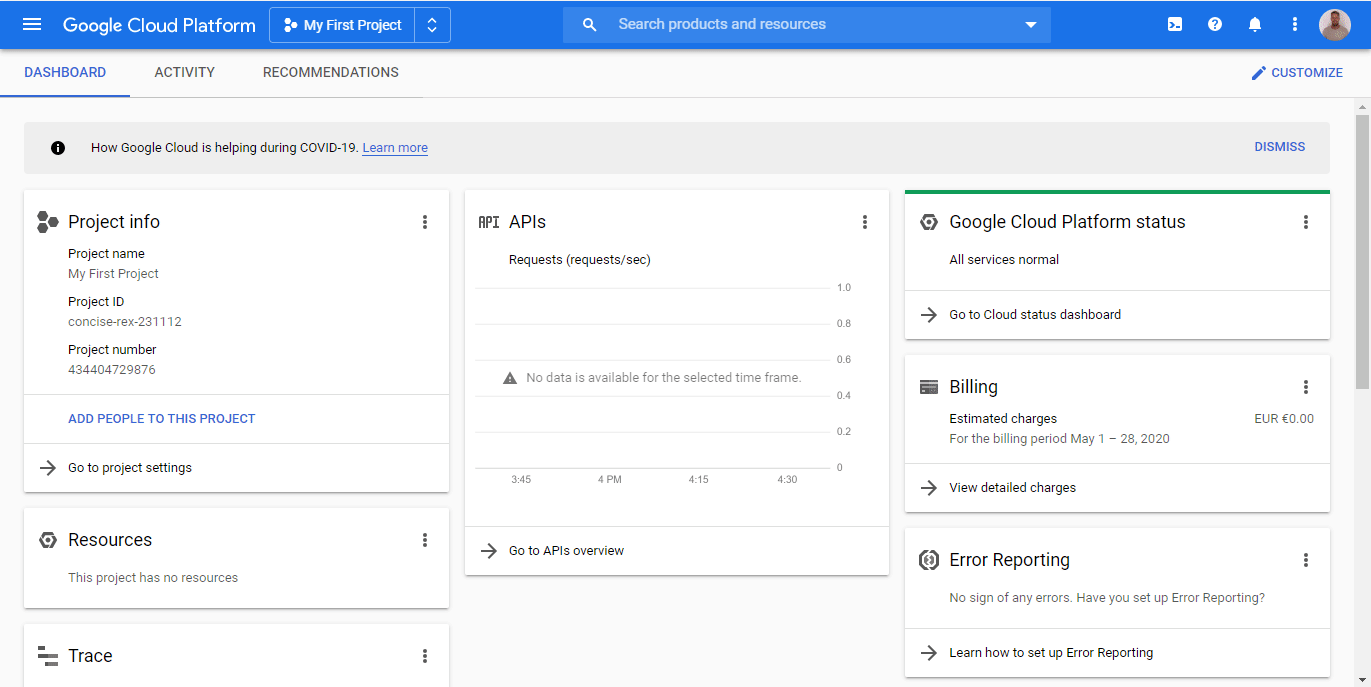 Google Cloud Platform
My First Project
Search products and resources
DASHBOARD
ACTIVITY
RECOMMENDATIONS
CUSTOMIZE
How Google Cloud is helping during COVID-19. Learn more
DISMISS
Project info
Project name
My First Project
Project ID
concise-rex-231112
Project number
434404729876
ADD PEOPLE TO THIS PROJECT
Go to project settings
Resources
This project has no resources
Trace
API APIs
Requests (requests/sec)
1.0
0.8
0.6
No data is available for the selected time frame.
0.4
0.2
0
3:45 4 PM 4:15 4:30
Go to APIs overview
Google Cloud Platform status
All services normal
Go to Cloud status dashboard
Billing
Estimated charges EUR €0.00
For the billing period May 1 – 28, 2020
View detailed charges
Error Reporting
No sign of any errors. Have you set up Error Reporting?
Learn how to set up Error Reporting